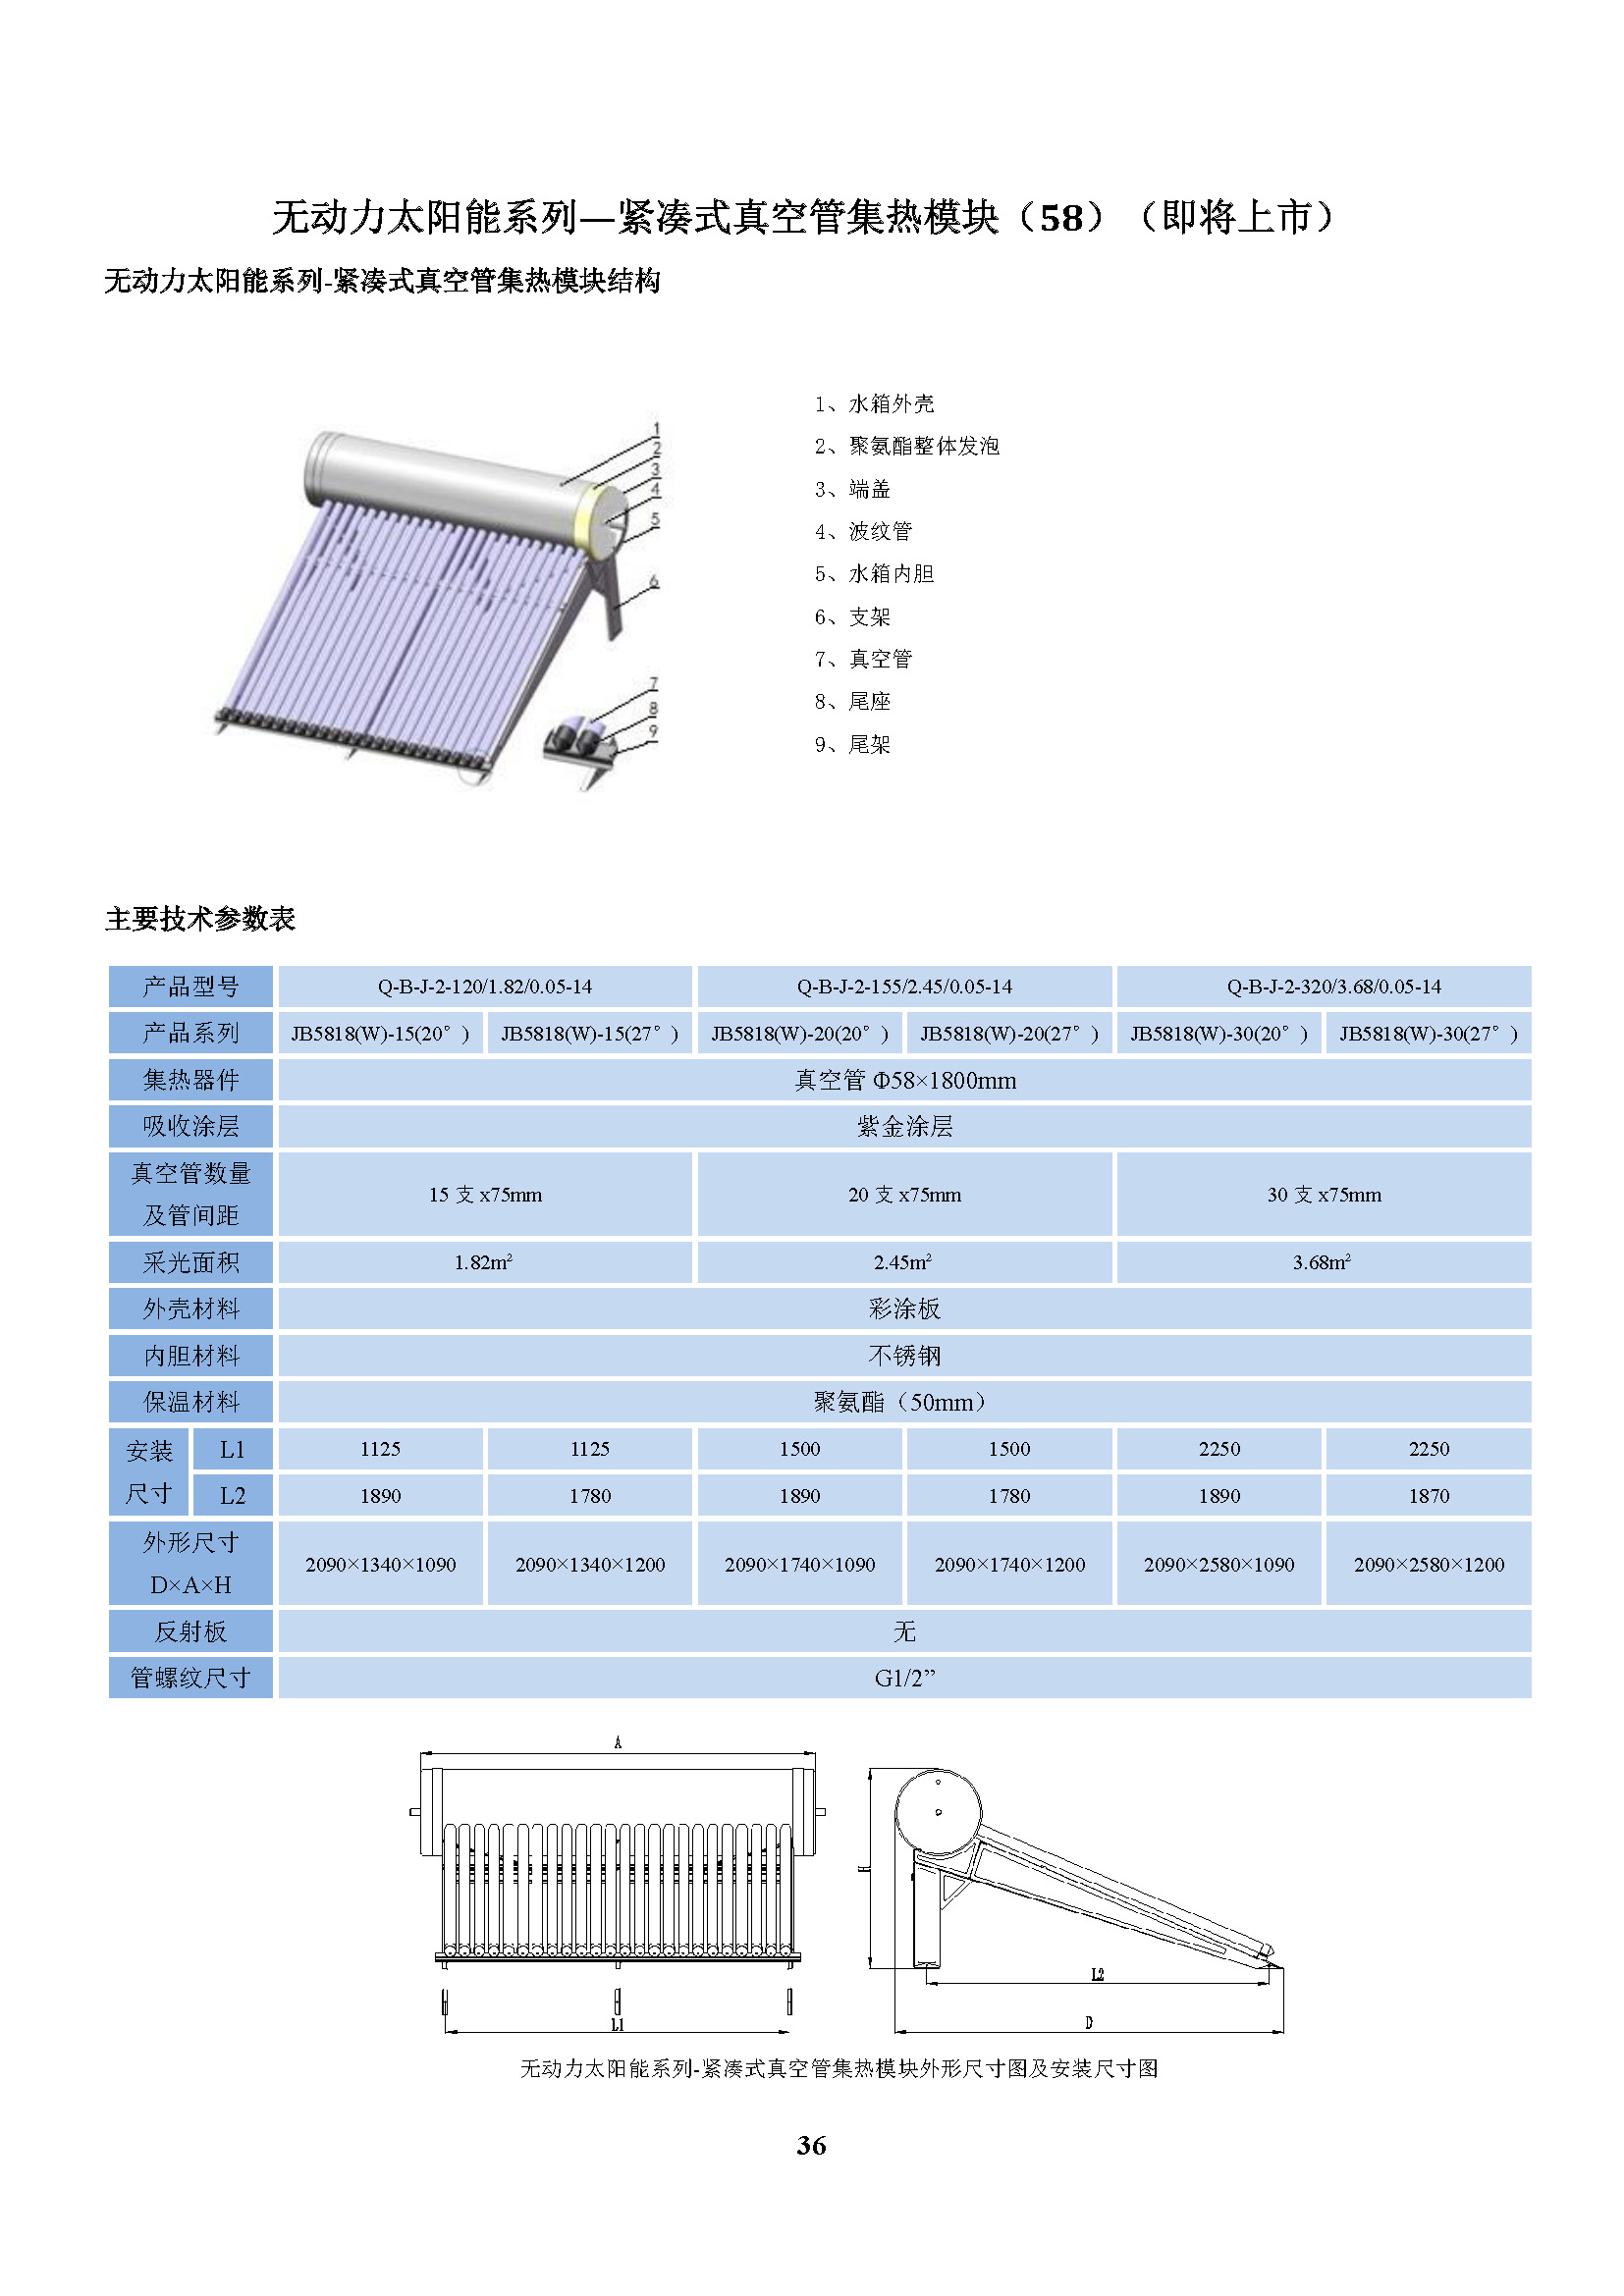 无动力太阳能系列—紧凑式真空管集热模块（58）（即将上市）
无动力太阳能系列-紧凑式真空管集热模块结构
1
2
3
4
5
6
7
8
9
1、水箱外壳
2、聚氨酯整体发泡
3、端盖
4、波纹管
5、水箱内胆
6、支架
7、真空管
8、尾座
9、尾架
主要技术参数表
产品型号 Q-B-J-2-120/1.82/0.05-14 Q-B-J-2-155/2.45/0.05-14 Q-B-J-2-320/3.68/0.05-14
产品系列 JB5818(W)-15(20°) JB5818(W)-15(27°) JB5818(W)-20(20°) JB5818(W)-20(27°) JB5818(W)-30(20°) JB5818(W)-30(27°)
集热器件 真空管 Φ58×1800mm
吸收涂层 紫金涂层
真空管数量
及管间距
15 支 x75mm 20 支 x75mm 30 支 x75mm
采光面积 1.82m² 2.45m² 3.68m²
外壳材料 彩涂板
内胆材料 不锈钢
保温材料 聚氨酯（50mm）
安装
尺寸
L1 1125 1125 1500 1500 2250 2250
L2 1890 1780 1890 1780 1890 1870
外形尺寸
D×A×H
2090×1340×1090 2090×1340×1200 2090×1740×1090 2090×1740×1200 2090×2580×1090 2090×2580×1200
反射板 无
管螺纹尺寸 G1/2”
A
H
L2
L1
D
无动力太阳能系列-紧凑式真空管集热模块外形尺寸图及安装尺寸图
36